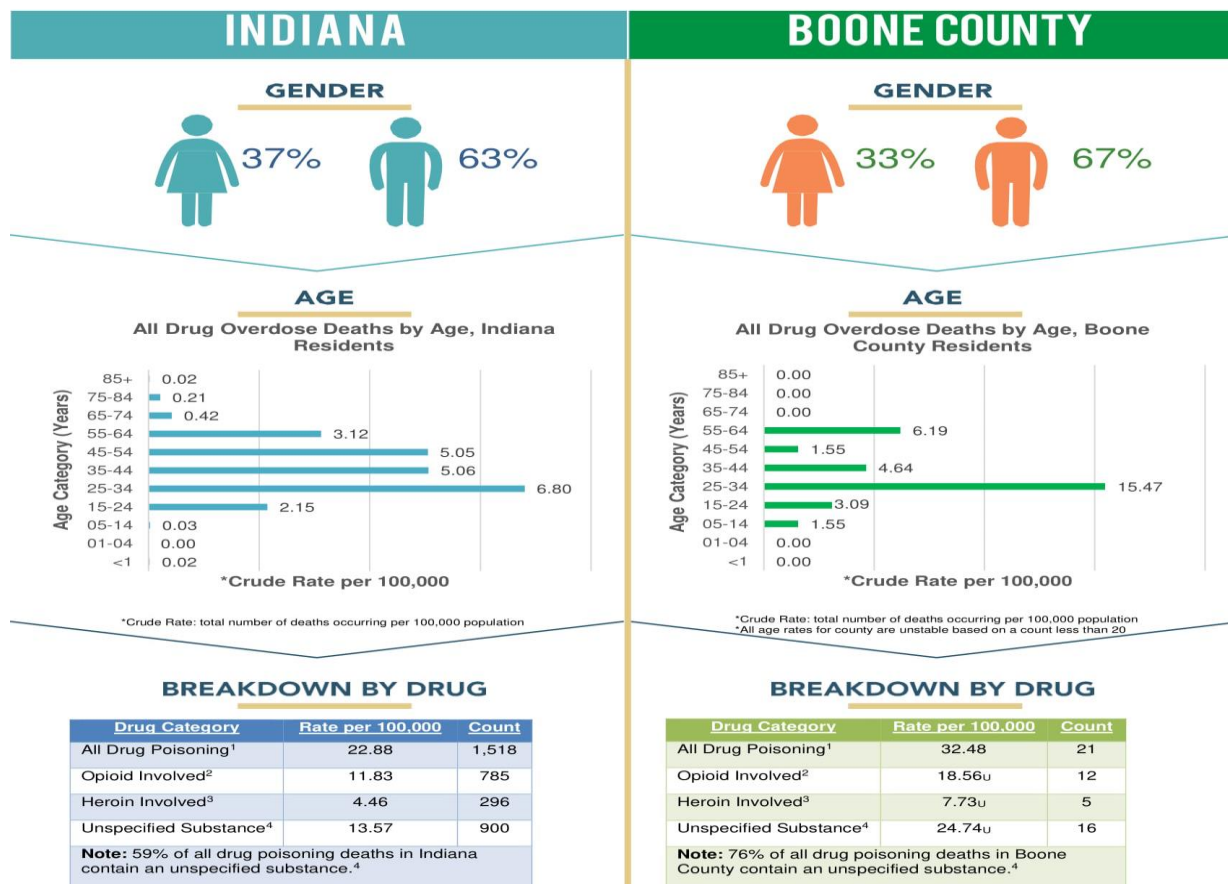 INDIANA
GENDER
37%
63%
AGE
All Drug Overdose Deaths by Age, Indiana
Residents
Age Category (Years)
85+ 0.02
75-84 0.21
65-74 0.42
55-64 3.12
45-54 5.05
35-44 5.06
25-34 6.80
15-24 2.15
05-14 0.03
01-04 0.00
<1 0.02
*Crude Rate per 100,000
*Crude Rate: total number of deaths occurring per 100,000 population
BREAKDOWN BY DRUG
Drug Category Rate per 100,000 Count
All Drug Poisoning¹ 22.88 1,518
Opioid Involved² 11.83 785
Heroin Involved³ 4.46 296
Unspecified Substance⁴ 13.57 900
Note: 59% of all drug poisoning deaths in Indiana
contain an unspecified substance.⁴
BOONE COUNTY
GENDER
33%
67%
AGE
All Drug Overdose Deaths by Age, Boone
County Residents
Age Category (Years)
85+ 0.00
75-84 0.00
65-74 0.00
55-64 6.19
45-54 1.55
35-44 4.64
25-34 15.47
15-24 3.09
05-14 1.55
01-04 0.00
<1 0.00
*Crude Rate per 100,000
*Crude Rate: total number of deaths occurring per 100,000 population
*All age rates for county are unstable based on a count less than 20
BREAKDOWN BY DRUG
Drug Category Rate per 100,000 Count
All Drug Poisoning¹ 32.48 21
Opioid Involved² 18.56U 12
Heroin Involved³ 7.73U 5
Unspecified Substance⁴ 24.74U 16
Note: 76% of all drug poisoning deaths in Boone
County contain an unspecified substance.⁴